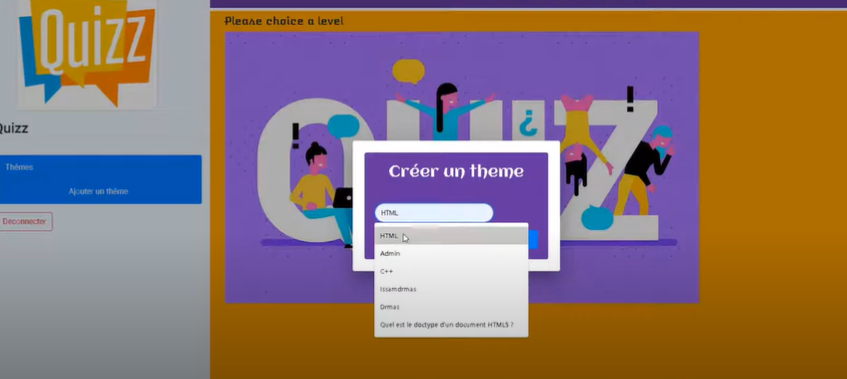 Quizz
Quizz
Thémes
Ajouter un thème
Déconnecter
Please choice a level
QUIZ
Créer un theme
HTML
HTML
Admin
C++
Issamdrmas
Drmas
Quel est le doctype d'un document HTML5 ?